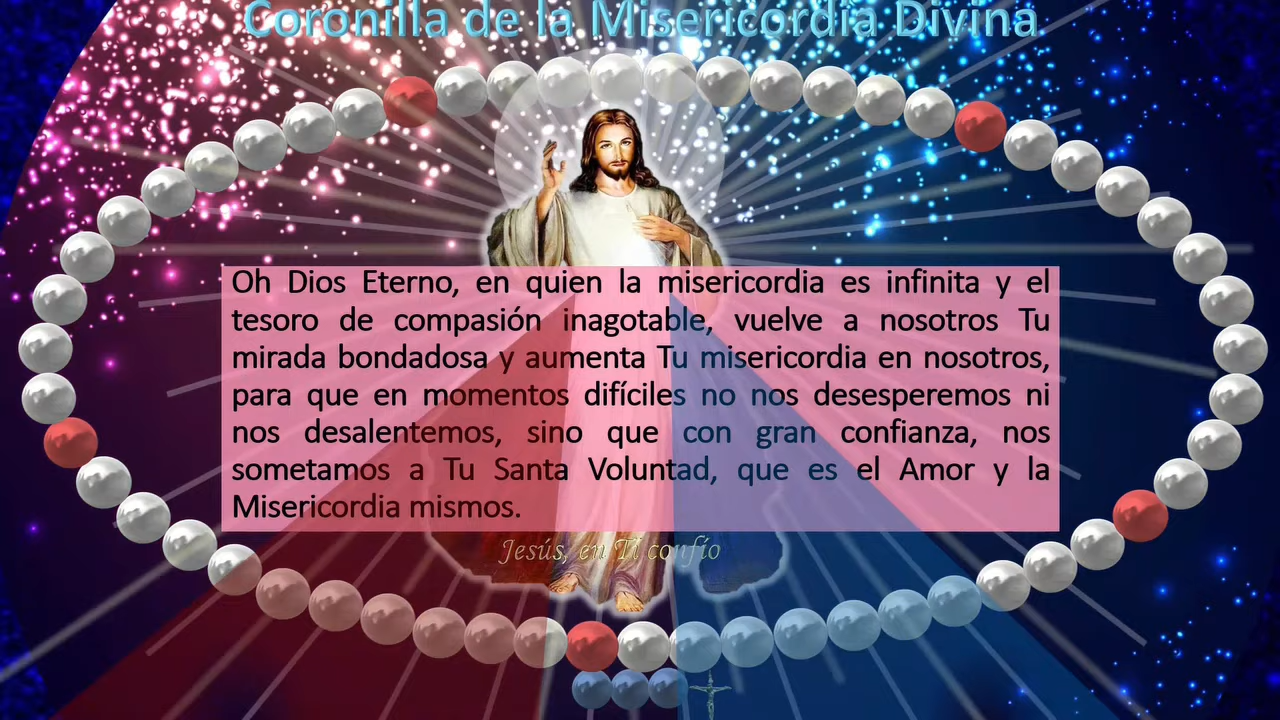 Coronilla de la Misericordia Divina
Oh Dios Eterno, en quien la misericordia es infinita y el
tesoro de compasión inagotable, vuelve a nosotros Tu
mirada bondadosa y aumenta Tu misericordia en nosotros,
para que en momentos difíciles no nos desesperemos ni
nos desalentemos, sino que con gran confianza, nos
sometamos a Tu Santa Voluntad, que es el Amor y la
Misericordia mismos.
Jesús, en Ti confío